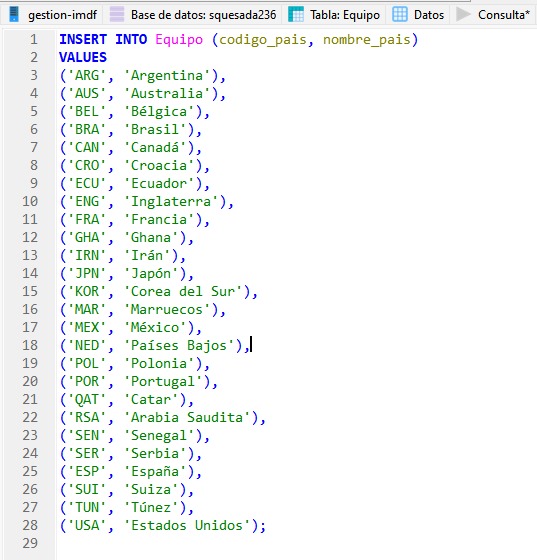 gestion-imdf Base de datos: squesada236 Tabla: Equipo Datos Consulta*
1 INSERT INTO Equipo (codigo_pais, nombre_pais)
2 VALUES
3 ('ARG', 'Argentina'),
4 ('AUS', 'Australia'),
5 ('BEL', 'Bélgica'),
6 ('BRA', 'Brasil'),
7 ('CAN', 'Canadá'),
8 ('CRO', 'Croacia'),
9 ('ECU', 'Ecuador'),
10 ('ENG', 'Inglaterra'),
11 ('FRA', 'Francia'),
12 ('GHA', 'Ghana'),
13 ('IRN', 'Irán'),
14 ('JPN', 'Japón'),
15 ('KOR', 'Corea del Sur'),
16 ('MAR', 'Marruecos'),
17 ('MEX', 'México'),
18 ('NED', 'Países Bajos'),
19 ('POL', 'Polonia'),
20 ('POR', 'Portugal'),
21 ('QAT', 'Catar'),
22 ('RSA', 'Arabia Saudita'),
23 ('SEN', 'Senegal'),
24 ('SER', 'Serbia'),
25 ('ESP', 'España'),
26 ('SUI', 'Suiza'),
27 ('TUN', 'Túnez'),
28 ('USA', 'Estados Unidos');
29